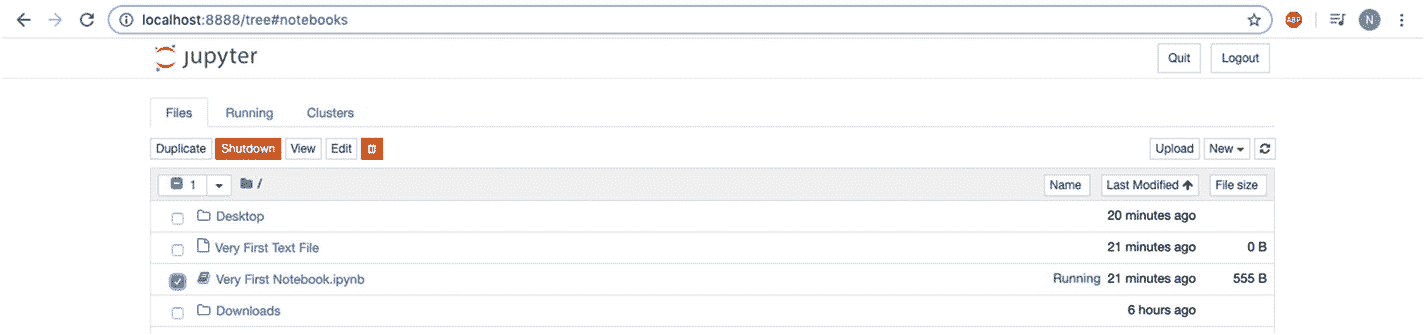 localhost:8888/tree#notebooks
ABP
N
jupyter
Quit Logout
Files Running Clusters
Duplicate Shutdown View Edit Upload New
1 / Name Last Modified File size
Desktop 20 minutes ago
Very First Text File 21 minutes ago 0 B
Very First Notebook.ipynb Running 21 minutes ago 555 B
Downloads 6 hours ago